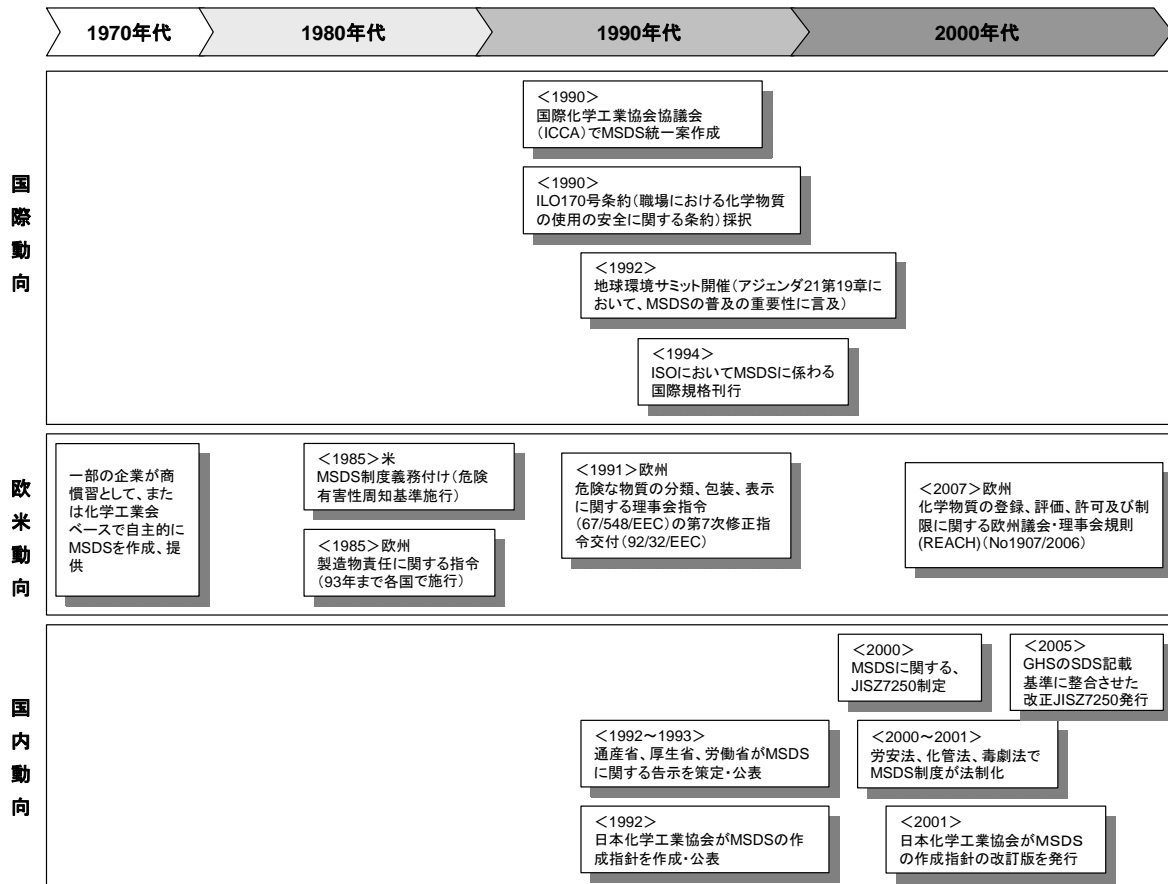 1970年代
1980年代
1990年代
2000年代
国際動向
＜1990＞
国際化学工業協会協議会
（ICCA）でMSDS統一案作成
＜1990＞
ILO170号条約（職場における化学物質
の使用の安全に関する条約）採択
＜1992＞
地球環境サミット開催（アジェンダ21第19章に
おいて、MSDSの普及の重要性に言及）
＜1994＞
ISOにおいてMSDSに係わる
国際規格刊行
欧米動向
一部の企業が商
慣習として、また
は化学工業会
ベースで自主的に
MSDSを作成、提
供
＜1985＞米
MSDS制度義務付け（危険
有害性周知基準施行）
＜1985＞欧州
製造物責任に関する指令
（93年まで各国で施行）
＜1991＞欧州
危険な物質の分類、包装、表示
に関する理事会指令
（67/548/EEC）の第7次修正指
令交付（92/32/EEC）
＜2007＞欧州
化学物質の登録、評価、許可及び制
限に関する欧州議会・理事会規則
(REACH)（No1907/2006）
国内動向
＜2000＞
MSDSに関する、
JISZ7250制定
＜2005＞
GHSのSDS記載
基準に整合させた
改正JISZ7250発行
＜1992～1993＞
通産省、厚生省、労働省がMSDS
に関する告示を策定・公表
＜2000～2001＞
労安法、化管法、毒劇法で
MSDS制度が法制化
＜1992＞
日本化学工業協会がMSDSの作
成指針を作成・公表
＜2001＞
日本化学工業協会がMSDS
の作成指針の改訂版を発行